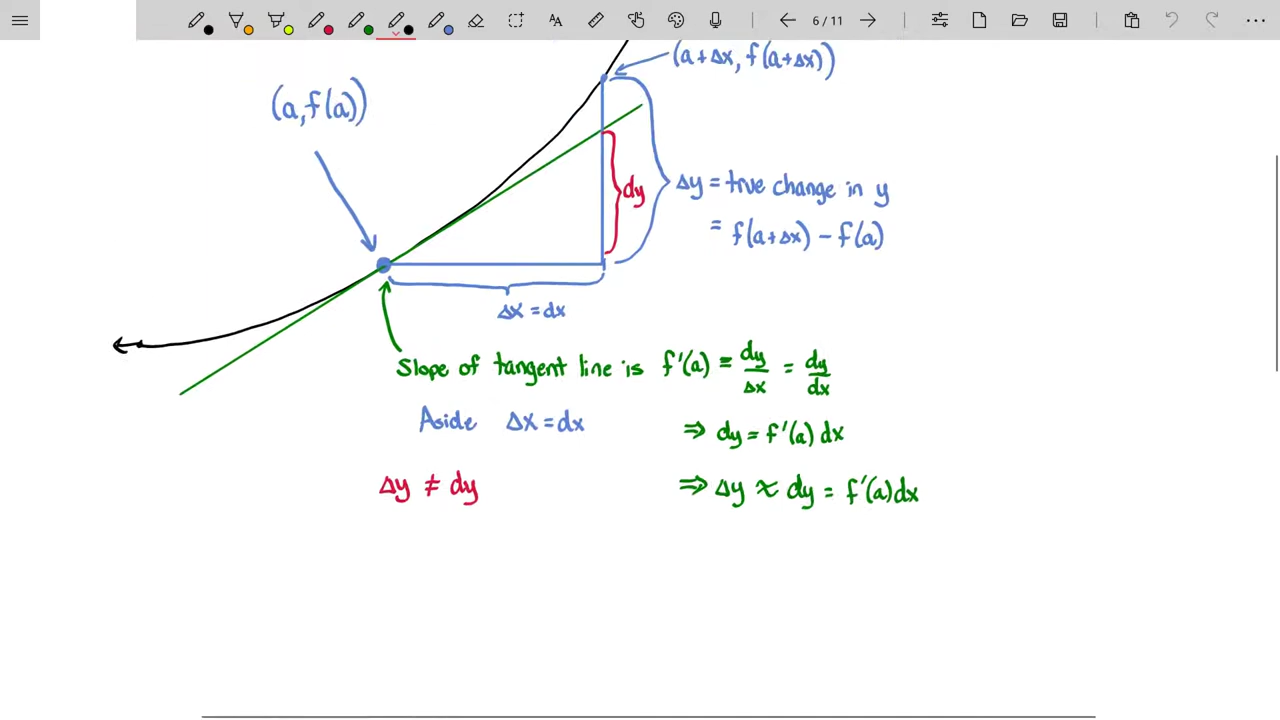 6 / 11
(a+Δx, f(a+Δx))
(a, f(a))
dy
Δy = true change in y
= f(a+Δx) - f(a)
Δx = dx
Slope of tangent line is f'(a) = dy/Δx = dy/dx
Aside Δx = dx
⇒ dy = f'(a) dx
Δy ≠ dy
⇒ Δy ≈ dy = f'(a)dx